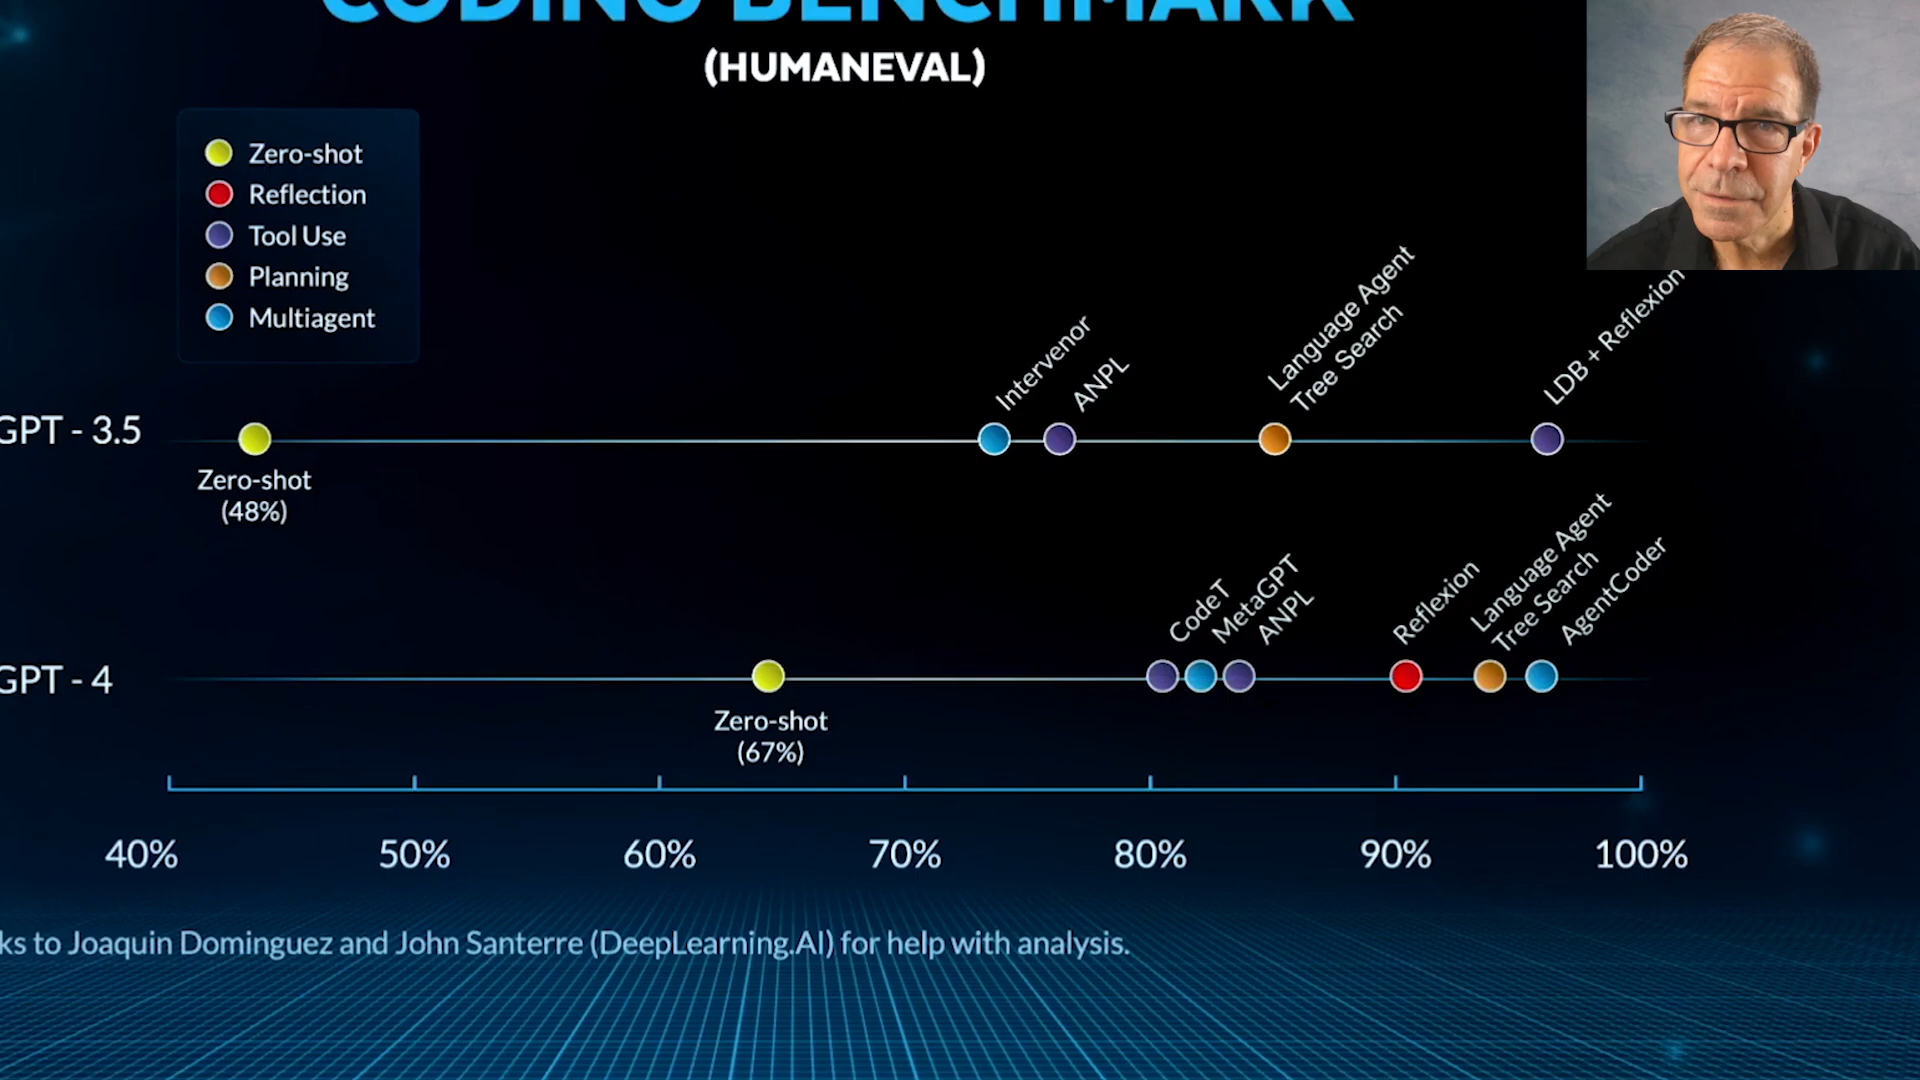 CODING BENCHMARK
(HUMANEVAL)
Zero-shot
Reflection
Tool Use
Planning
Multiagent
Intervenor
ANPL
Language Agent
Tree Search
LDB + Reflexion
GPT - 3.5
Zero-shot
(48%)
CodeT
MetaGPT
ANPL
Reflexion
Language Agent
Tree Search
AgentCoder
GPT - 4
Zero-shot
(67%)
40% 50% 60% 70% 80% 90% 100%
ks to Joaquin Dominguez and John Santerre (DeepLearning.AI) for help with analysis.